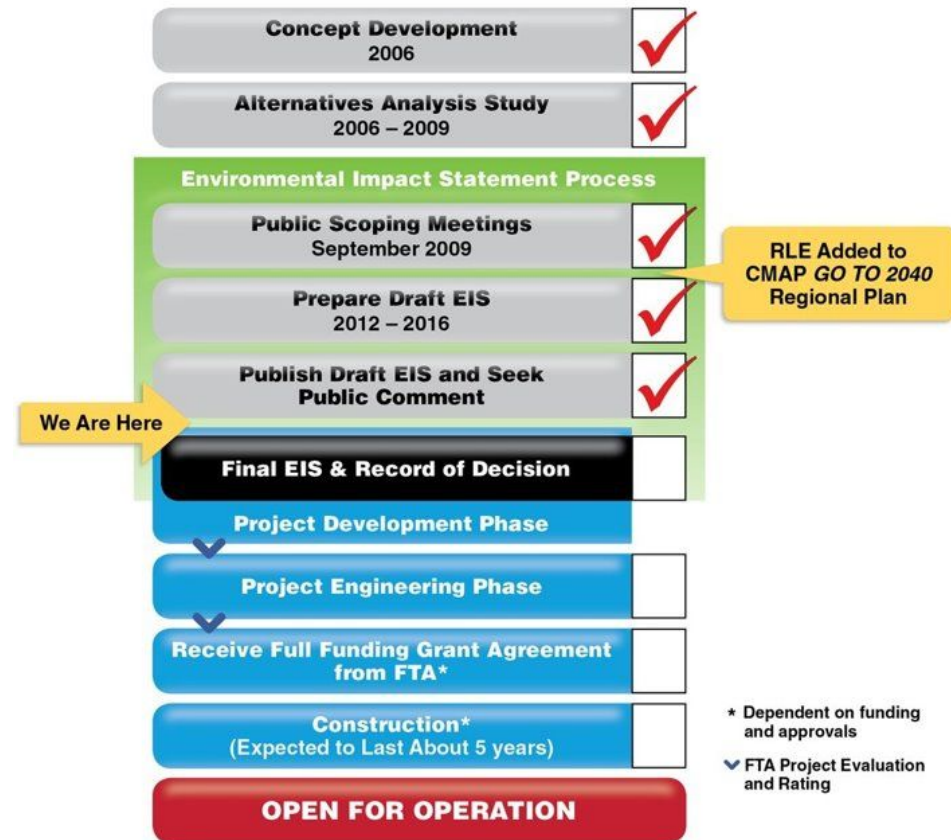 Concept Development
2006
Alternatives Analysis Study
2006 – 2009
Environmental Impact Statement Process
Public Scoping Meetings
September 2009
RLE Added to
CMAP GO TO 2040
Regional Plan
Prepare Draft EIS
2012 – 2016
Publish Draft EIS and Seek
Public Comment
We Are Here
Final EIS & Record of Decision
Project Development Phase
Project Engineering Phase
Receive Full Funding Grant Agreement
from FTA*
Construction*
(Expected to Last About 5 years)
* Dependent on funding
and approvals
FTA Project Evaluation
and Rating
OPEN FOR OPERATION